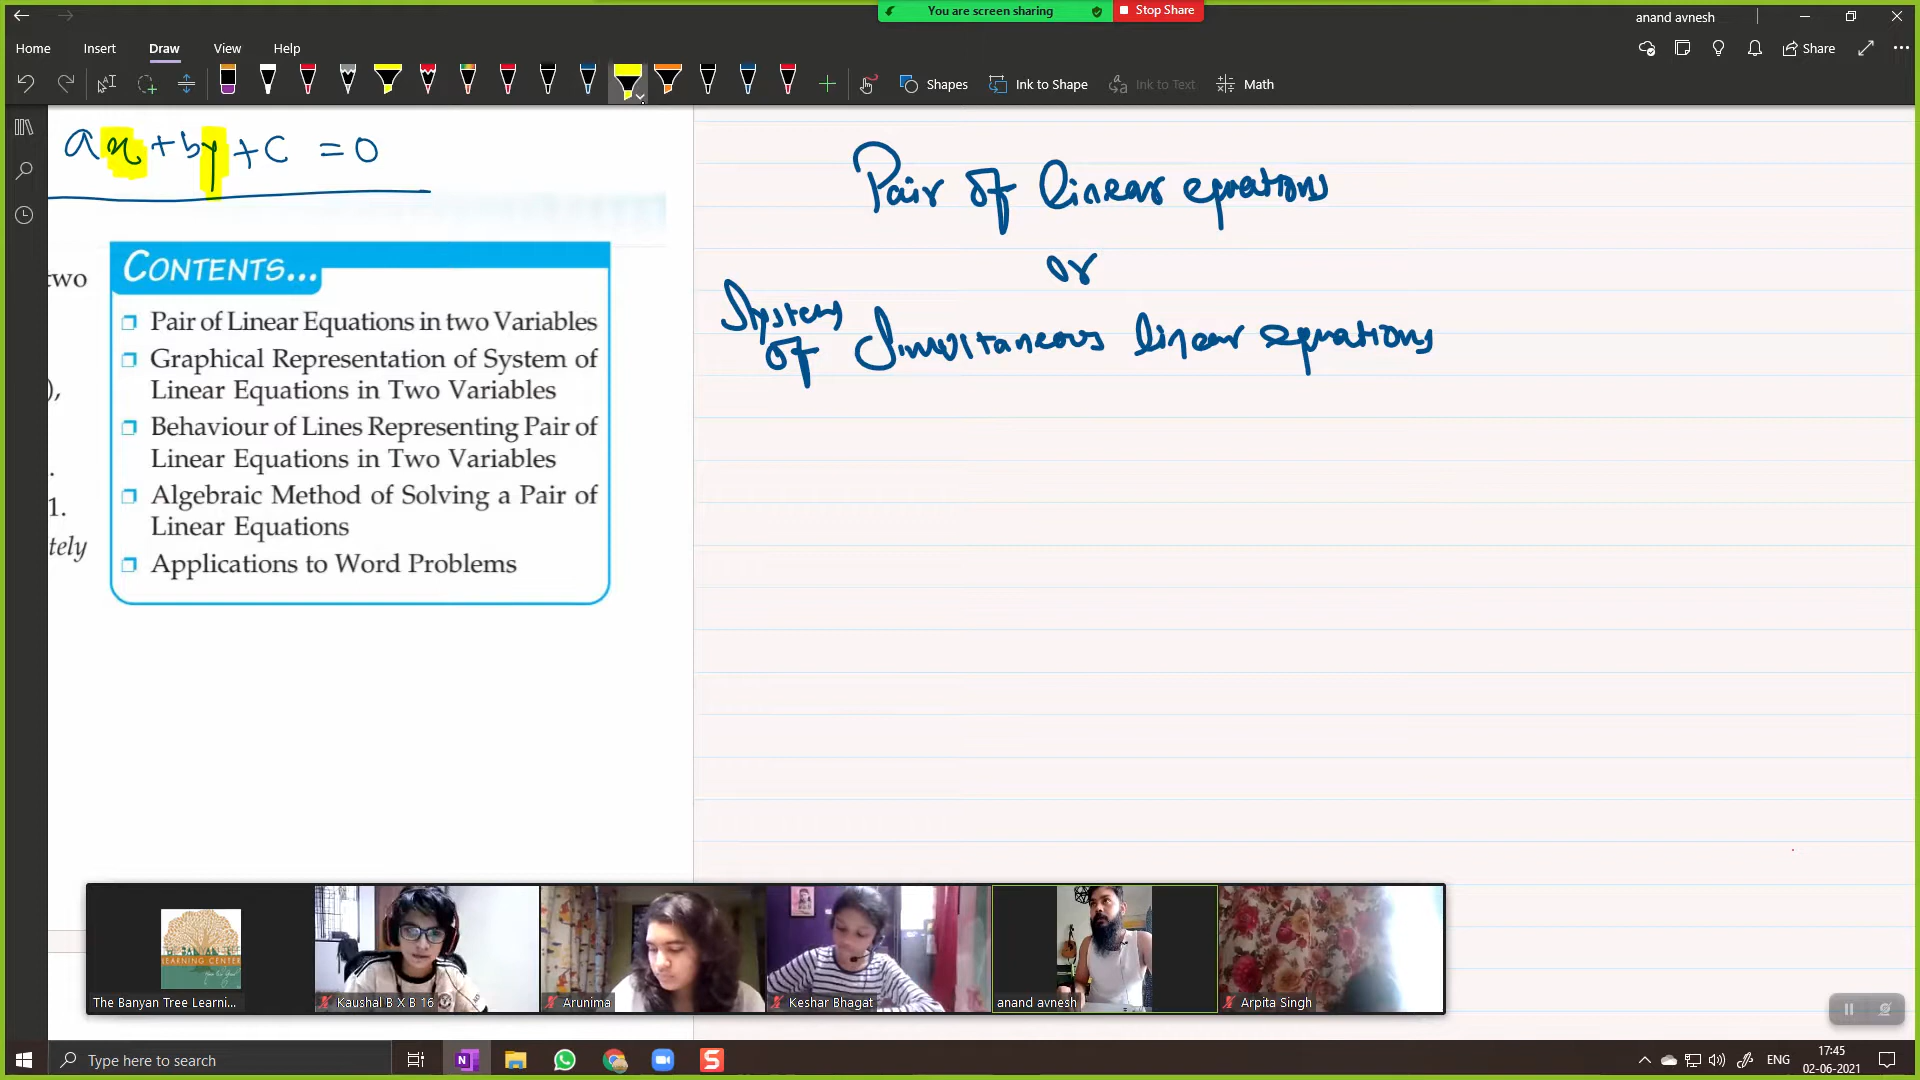 You are screen sharing
Stop Share
anand avnesh
Home Insert Draw View Help
Share
Shapes
Ink to Shape
Ink to Text
Math
ax+by+c = 0
two
),
.
1.
tely
CONTENTS...
Pair of Linear Equations in two Variables
Graphical Representation of System of
Linear Equations in Two Variables
Behaviour of Lines Representing Pair of
Linear Equations in Two Variables
Algebraic Method of Solving a Pair of
Linear Equations
Applications to Word Problems
Pair of linear equations
or
System
of Simultaneous linear equations
LEARNING CENTER
The Banyan Tree Learni...
Kaushal B X B 16
Arunima
Keshar Bhagat
anand avnesh
Arpita Singh
Type here to search
ENG
17:45
02-06-2021